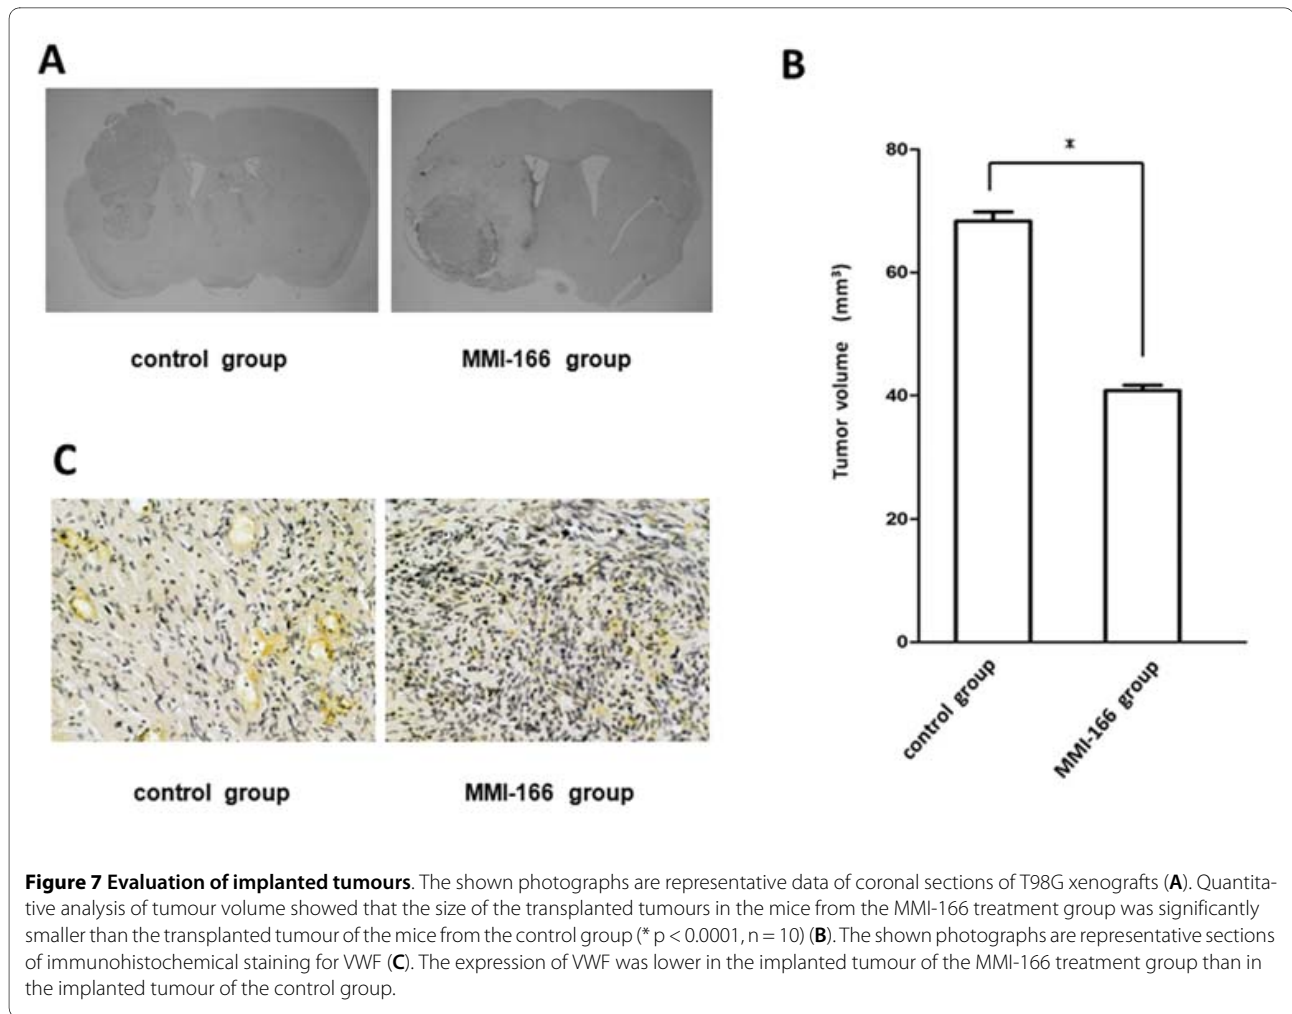 A
control group
MMI-166 group
B
80
60
40
20
0
Tumor volume (mm³)
*
control group
MMI-166 group
C
control group
MMI-166 group
Figure 7 Evaluation of implanted tumours. The shown photographs are representative data of coronal sections of T98G xenografts (A). Quantita-
tive analysis of tumour volume showed that the size of the transplanted tumours in the mice from the MMI-166 treatment group was significantly
smaller than the transplanted tumour of the mice from the control group (* p < 0.0001, n = 10) (B). The shown photographs are representative sections
of immunohistochemical staining for VWF (C). The expression of VWF was lower in the implanted tumour of the MMI-166 treatment group than in
the implanted tumour of the control group.